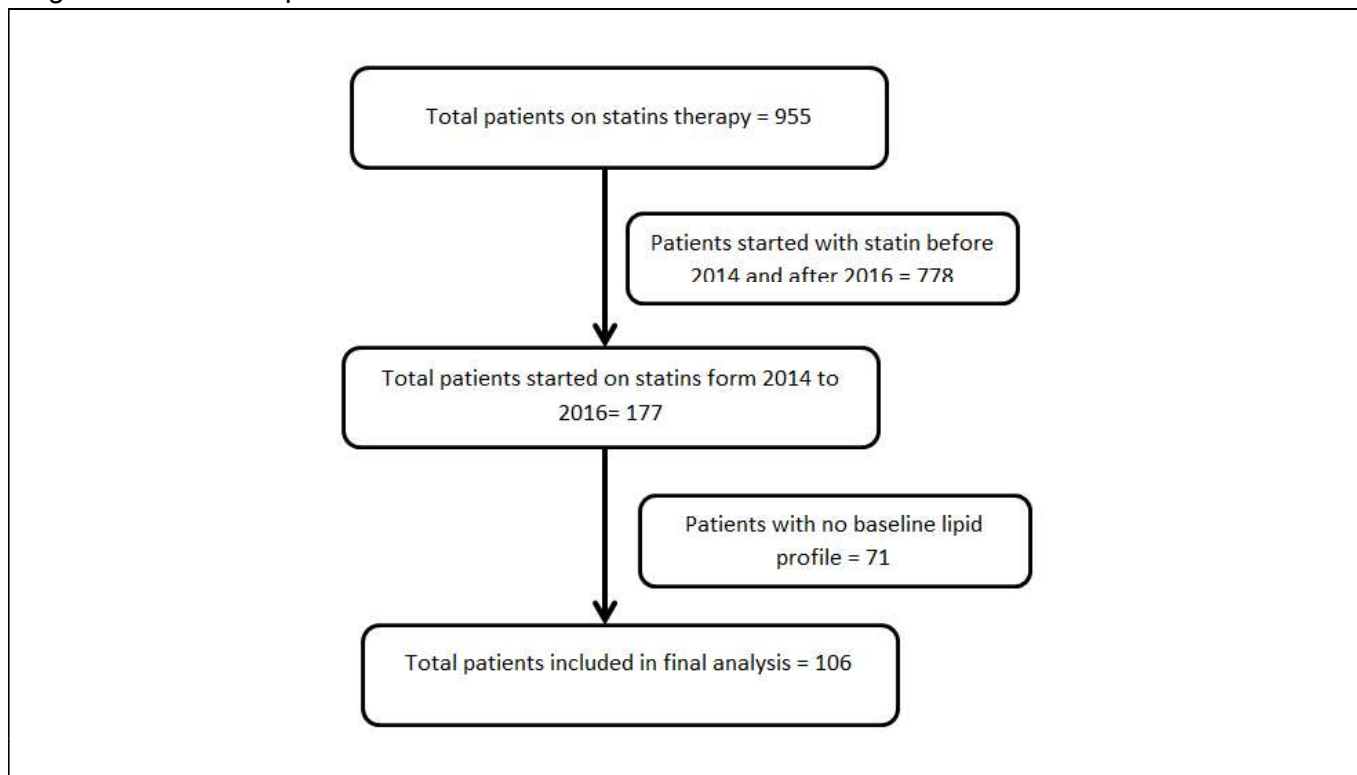 Total patients on statins therapy = 955
Patients started with statin before
2014 and after 2016 = 778
Total patients started on statins form 2014 to
2016= 177
Patients with no baseline lipid
profile = 71
Total patients included in final analysis = 106